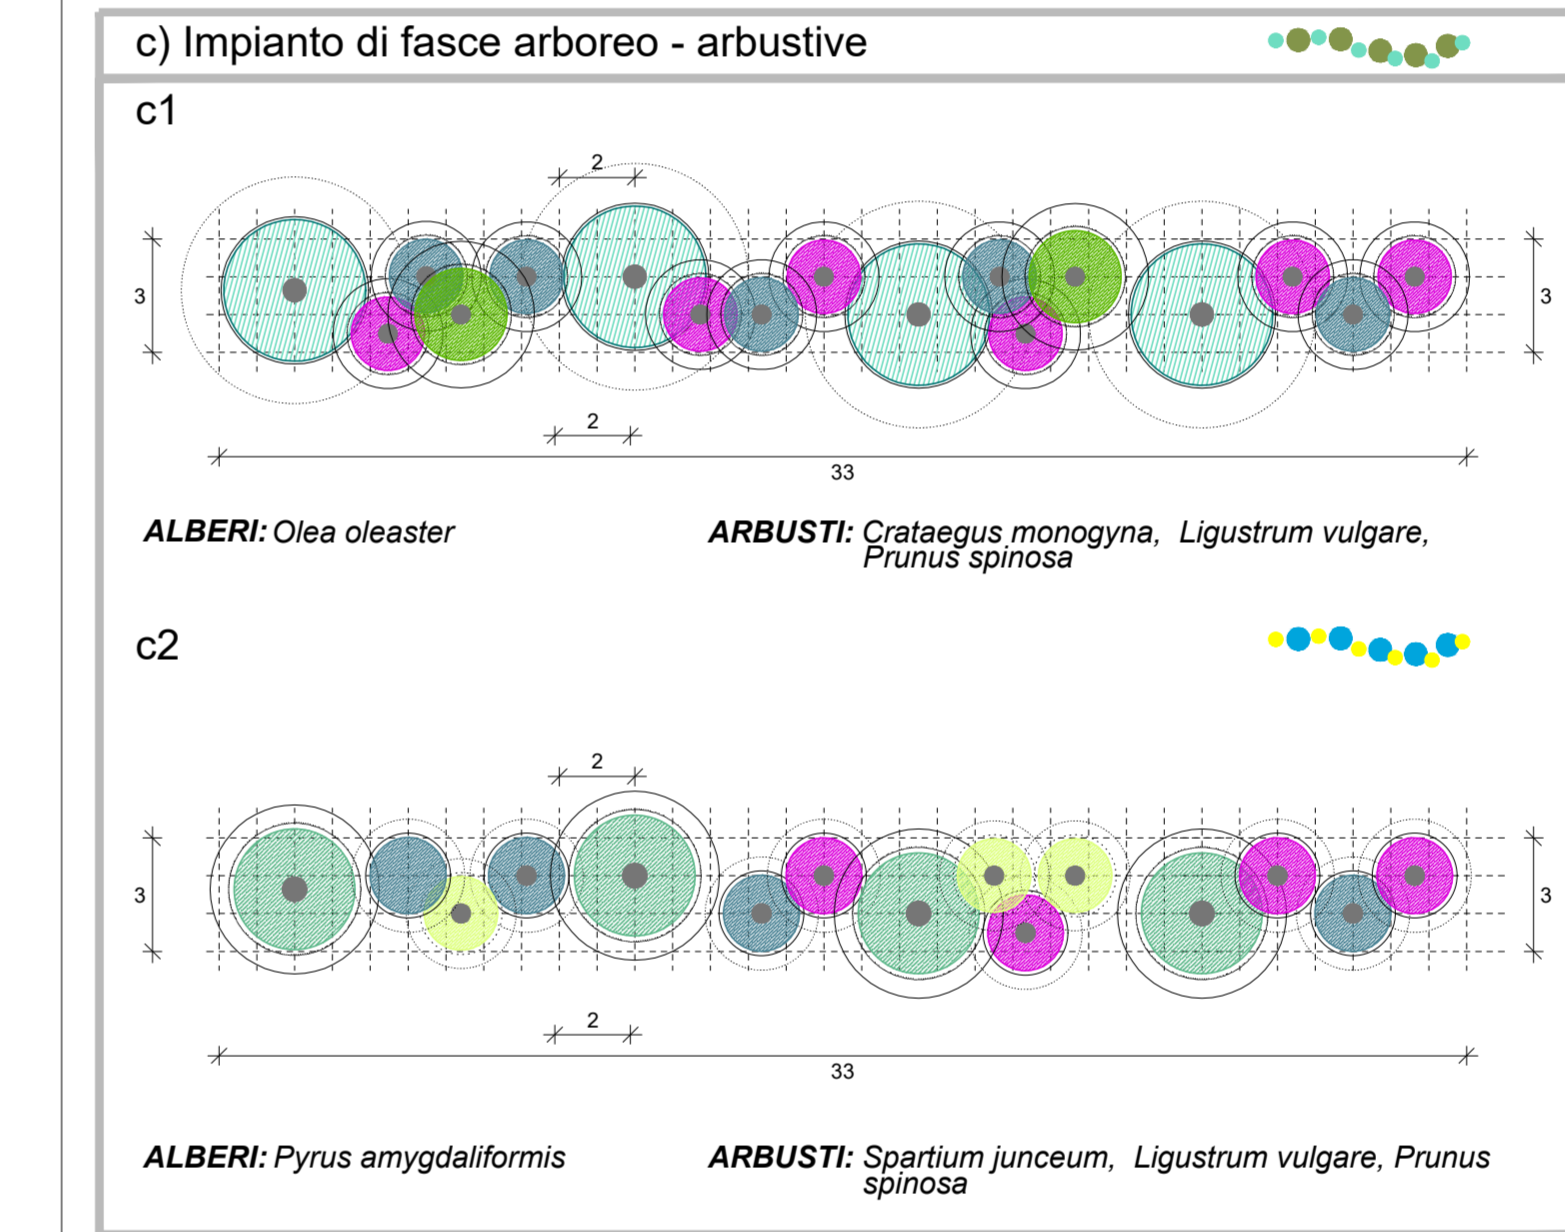 c) Impianto di fasce arboreo - arbustive
c1
2
3
3
2
33
ALBERI: Olea oleaster
ARBUSTI: Crataegus monogyna, Ligustrum vulgare,
Prunus spinosa
c2
2
3
3
2
33
ALBERI: Pyrus amygdaliformis
ARBUSTI: Spartium junceum, Ligustrum vulgare, Prunus
spinosa